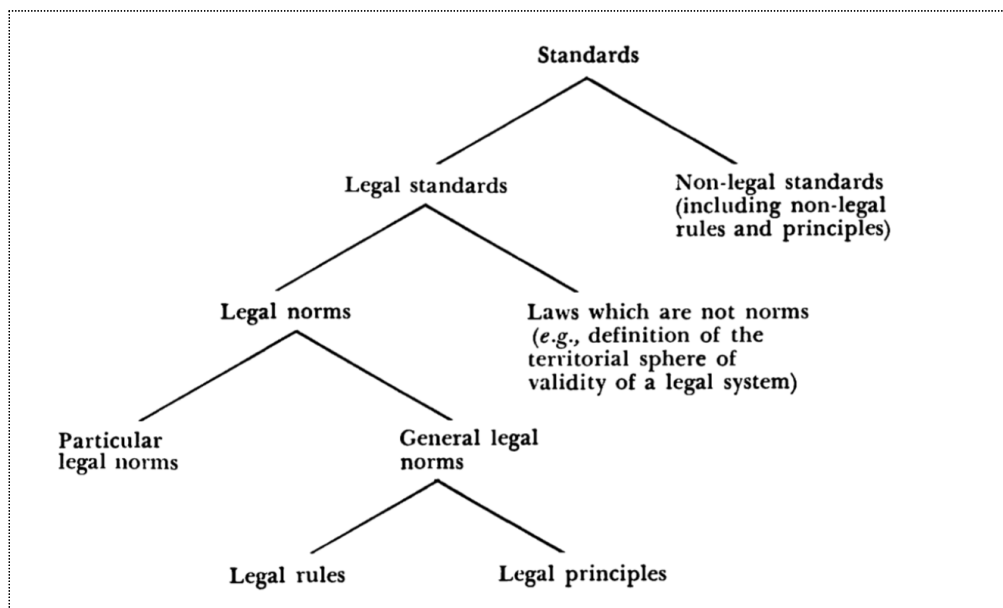 Standards
Legal standards
Non-legal standards
(including non-legal
rules and principles)
Legal norms
Laws which are not norms
(e.g., definition of the
territorial sphere of
validity of a legal system)
Particular
legal norms
General legal
norms
Legal rules
Legal principles